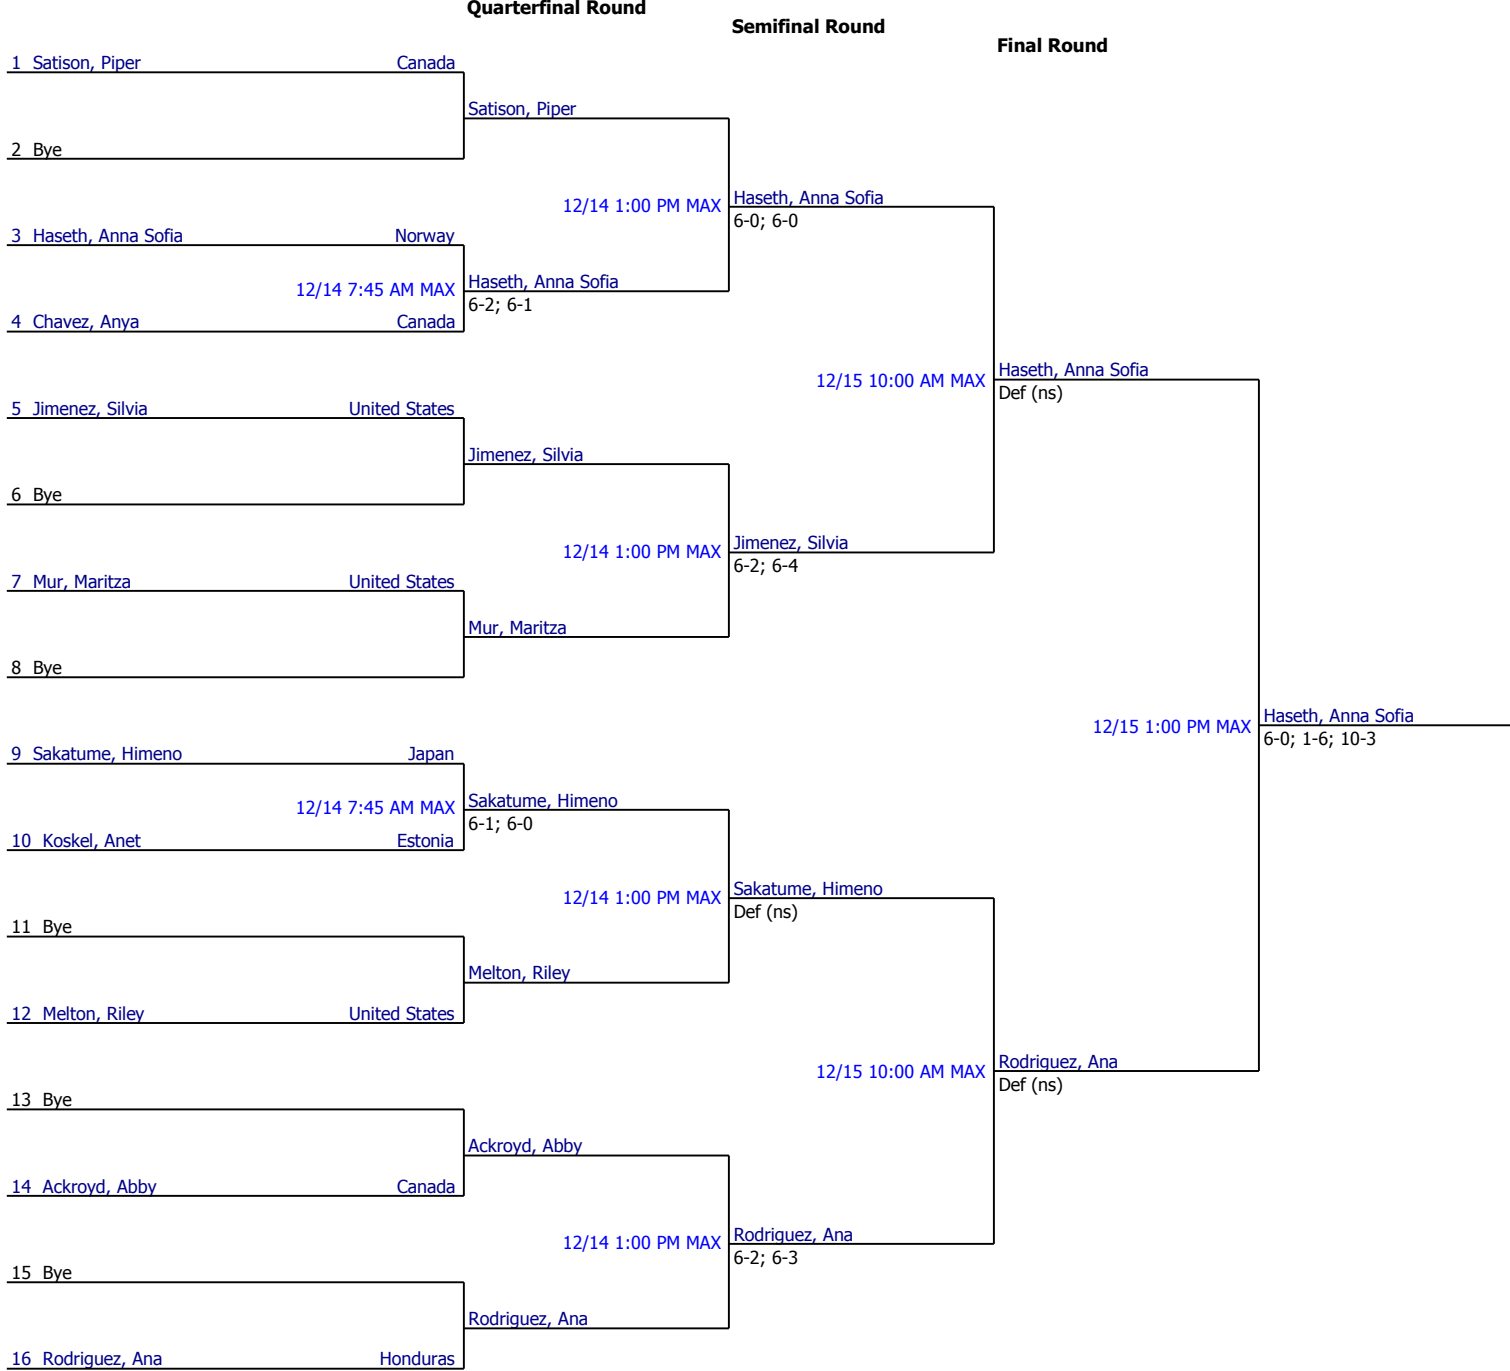 Quarterfinal Round
Semifinal Round
Final Round
1 Satison, Piper Canada
Satison, Piper
2 Bye
12/14 1:00 PM MAX Haseth, Anna Sofia
6-0; 6-0
3 Haseth, Anna Sofia Norway
12/14 7:45 AM MAX Haseth, Anna Sofia
6-2; 6-1
4 Chavez, Anya Canada
12/15 10:00 AM MAX Haseth, Anna Sofia
Def (ns)
5 Jimenez, Silvia United States
Jimenez, Silvia
6 Bye
12/14 1:00 PM MAX Jimenez, Silvia
6-2; 6-4
7 Mur, Maritza United States
Mur, Maritza
8 Bye
12/15 1:00 PM MAX Haseth, Anna Sofia
6-0; 1-6; 10-3
9 Sakatume, Himeno Japan
12/14 7:45 AM MAX Sakatume, Himeno
6-1; 6-0
10 Koskel, Anet Estonia
12/14 1:00 PM MAX Sakatume, Himeno
Def (ns)
11 Bye
Melton, Riley
12 Melton, Riley United States
12/15 10:00 AM MAX Rodriguez, Ana
Def (ns)
13 Bye
Ackroyd, Abby
14 Ackroyd, Abby Canada
12/14 1:00 PM MAX Rodriguez, Ana
6-2; 6-3
15 Bye
Rodriguez, Ana
16 Rodriguez, Ana Honduras